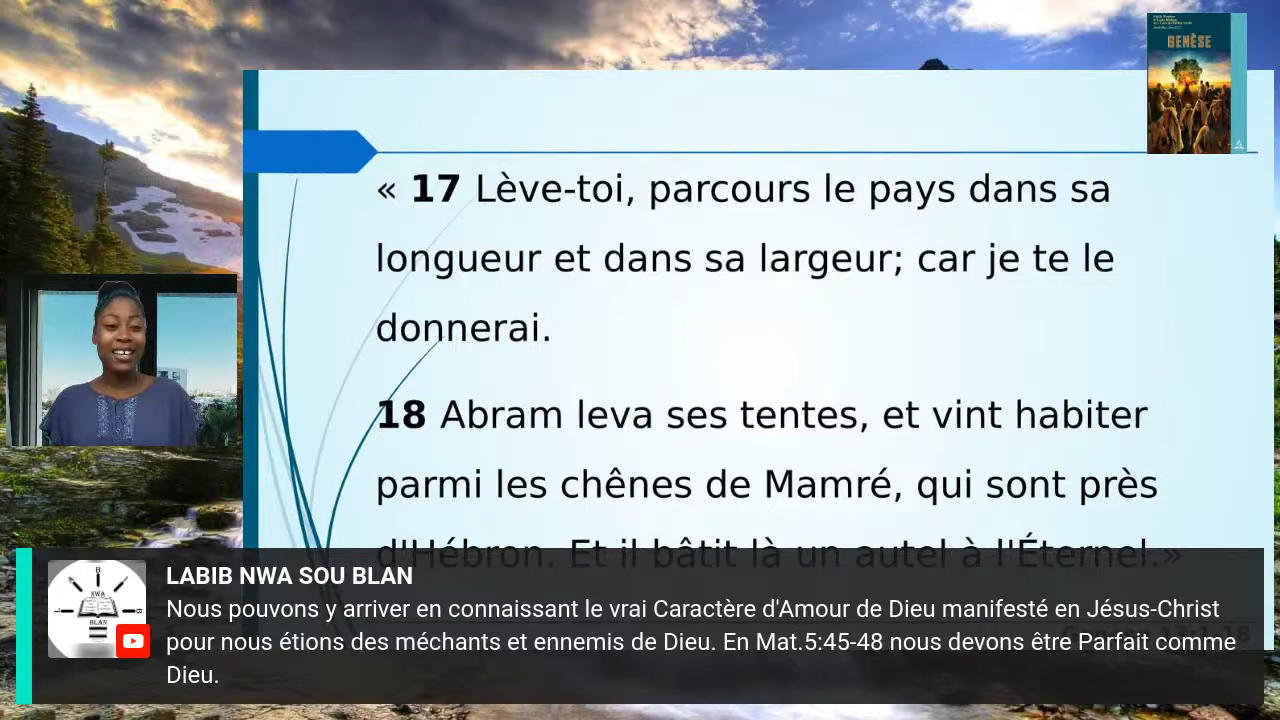 GENÈSE
« 17 Lève-toi, parcours le pays dans sa
longueur et dans sa largeur; car je te le
donnerai.
18 Abram leva ses tentes, et vint habiter
parmi les chênes de Mamré, qui sont près
d'Hébron. Et il bâtit là un autel à l'Éternel.»
NWA
BLAN
LABIB NWA SOU BLAN
Nous pouvons y arriver en connaissant le vrai Caractère d'Amour de Dieu manifesté en Jésus-Christ :
pour nous étions des méchants et ennemis de Dieu. En Mat.5:45-48 nous devons être Parfait comme
Dieu.